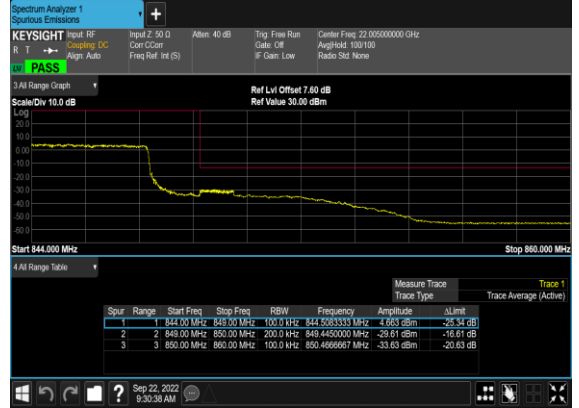 Spectrum Analyzer 1
Spurious Emissions
+
KEYSIGHT Input: RF Input Z: 50 Ω Atten: 40 dB Trig: Free Run Center Freq: 22.005000000 GHz
R T Coupling: DC Corr CCorr Gate: Off Avg|Hold: 100/100
Align: Auto Freq Ref: Int (S) IF Gain: Low Radio Std: None
PASS
3 All Range Graph
Ref Lvl Offset 7.60 dB
Scale/Div 10.0 dB Ref Value 30.00 dBm
Log
20.0
10.0
0.00
-10.0
-20.0
-30.0
-40.0
-50.0
-60.0
Start 844.000 MHz Stop 860.000 MHz
4 All Range Table
Measure Trace Trace 1
Trace Type Trace Average (Active)
Spur Range Start Freq Stop Freq RBW Frequency Amplitude ΔLimit
1 1 844.00 MHz 849.00 MHz 100.0 kHz 844.5083333 MHz 4.663 dBm -25.34 dB
2 2 849.00 MHz 850.00 MHz 200.0 kHz 849.4450000 MHz -29.61 dBm -16.61 dB
3 3 850.00 MHz 860.00 MHz 100.0 kHz 850.4666667 MHz -33.63 dBm -20.63 dB
? Sep 22, 2022
9:30:38 AM